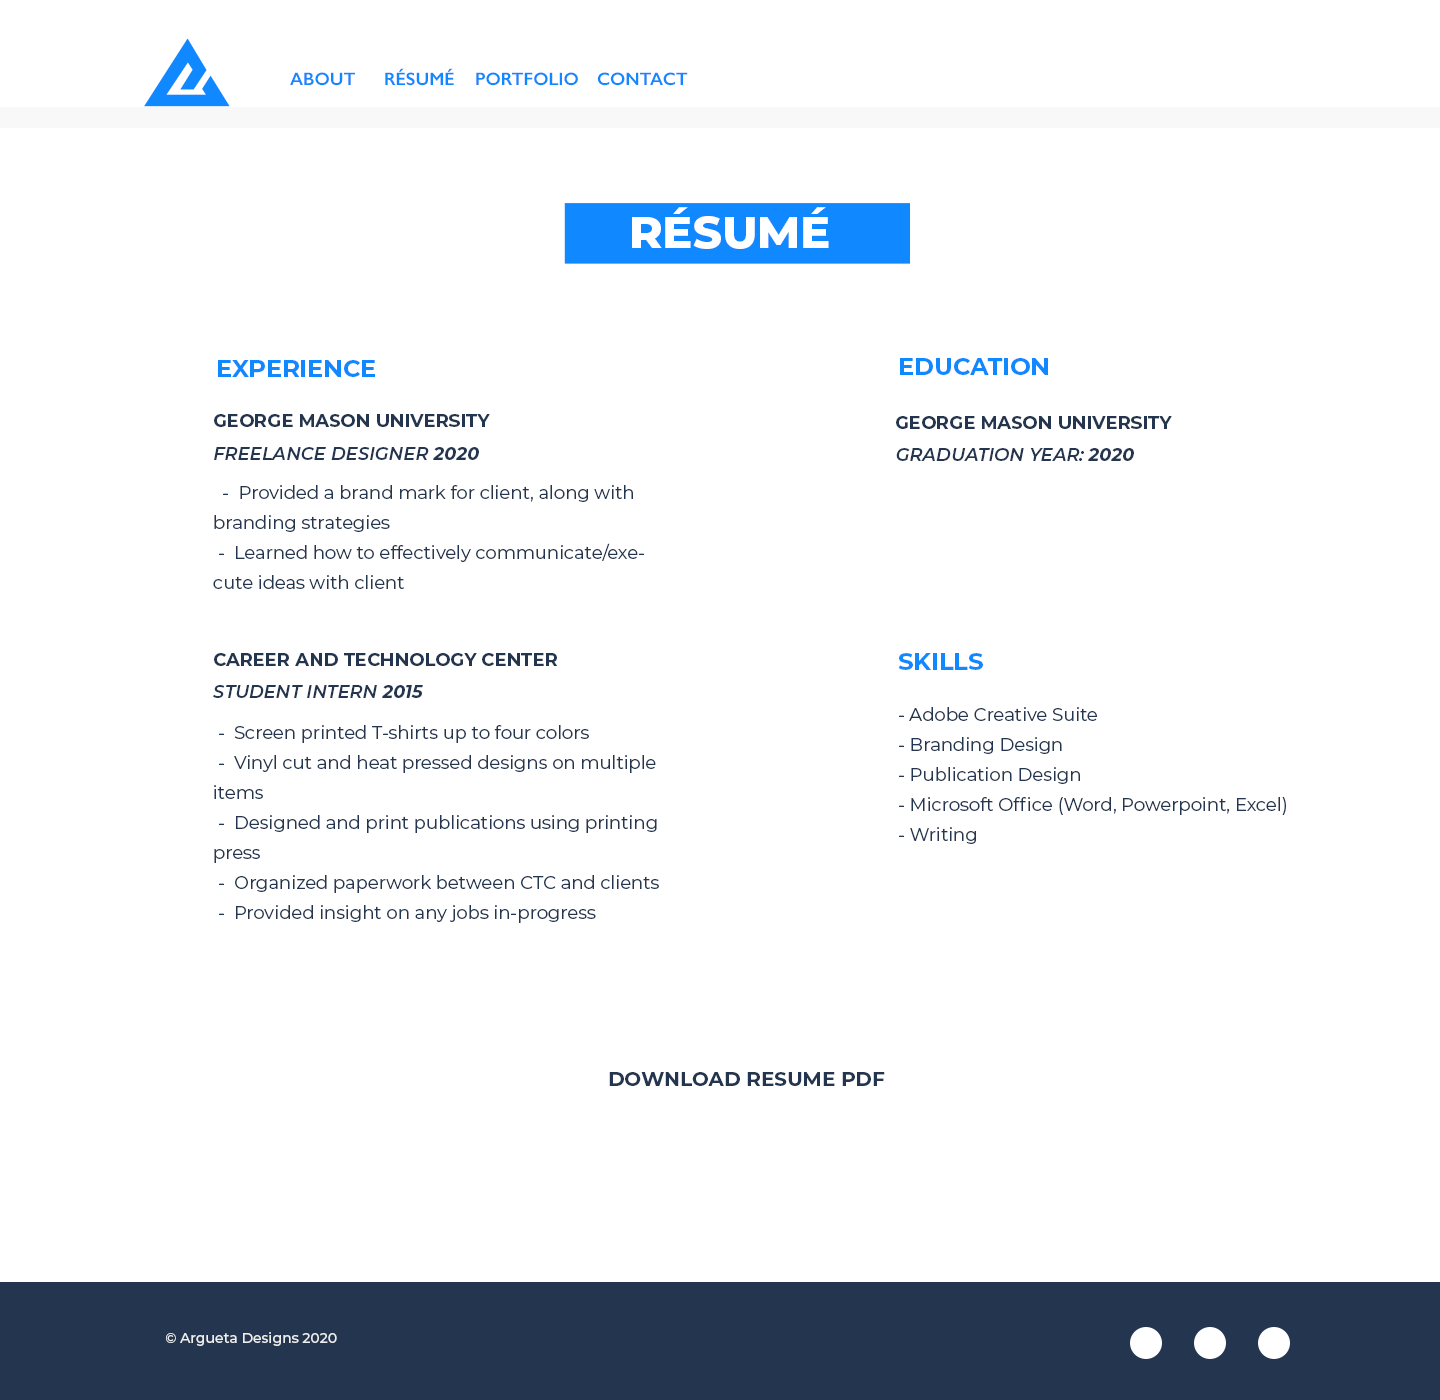 ABOUT RÉSUMÉ PORTFOLIO CONTACT
RÉSUMÉ
EXPERIENCE
GEORGE MASON UNIVERSITY
FREELANCE DESIGNER 2020
- Provided a brand mark for client, along with
branding strategies
- Learned how to effectively communicate/exe-
cute ideas with client
CAREER AND TECHNOLOGY CENTER
STUDENT INTERN 2015
- Screen printed T-shirts up to four colors
- Vinyl cut and heat pressed designs on multiple
items
- Designed and print publications using printing
press
- Organized paperwork between CTC and clients
- Provided insight on any jobs in-progress
EDUCATION
GEORGE MASON UNIVERSITY
GRADUATION YEAR: 2020
SKILLS
- Adobe Creative Suite
- Branding Design
- Publication Design
- Microsoft Office (Word, Powerpoint, Excel)
- Writing
DOWNLOAD RESUME PDF
© Argueta Designs 2020